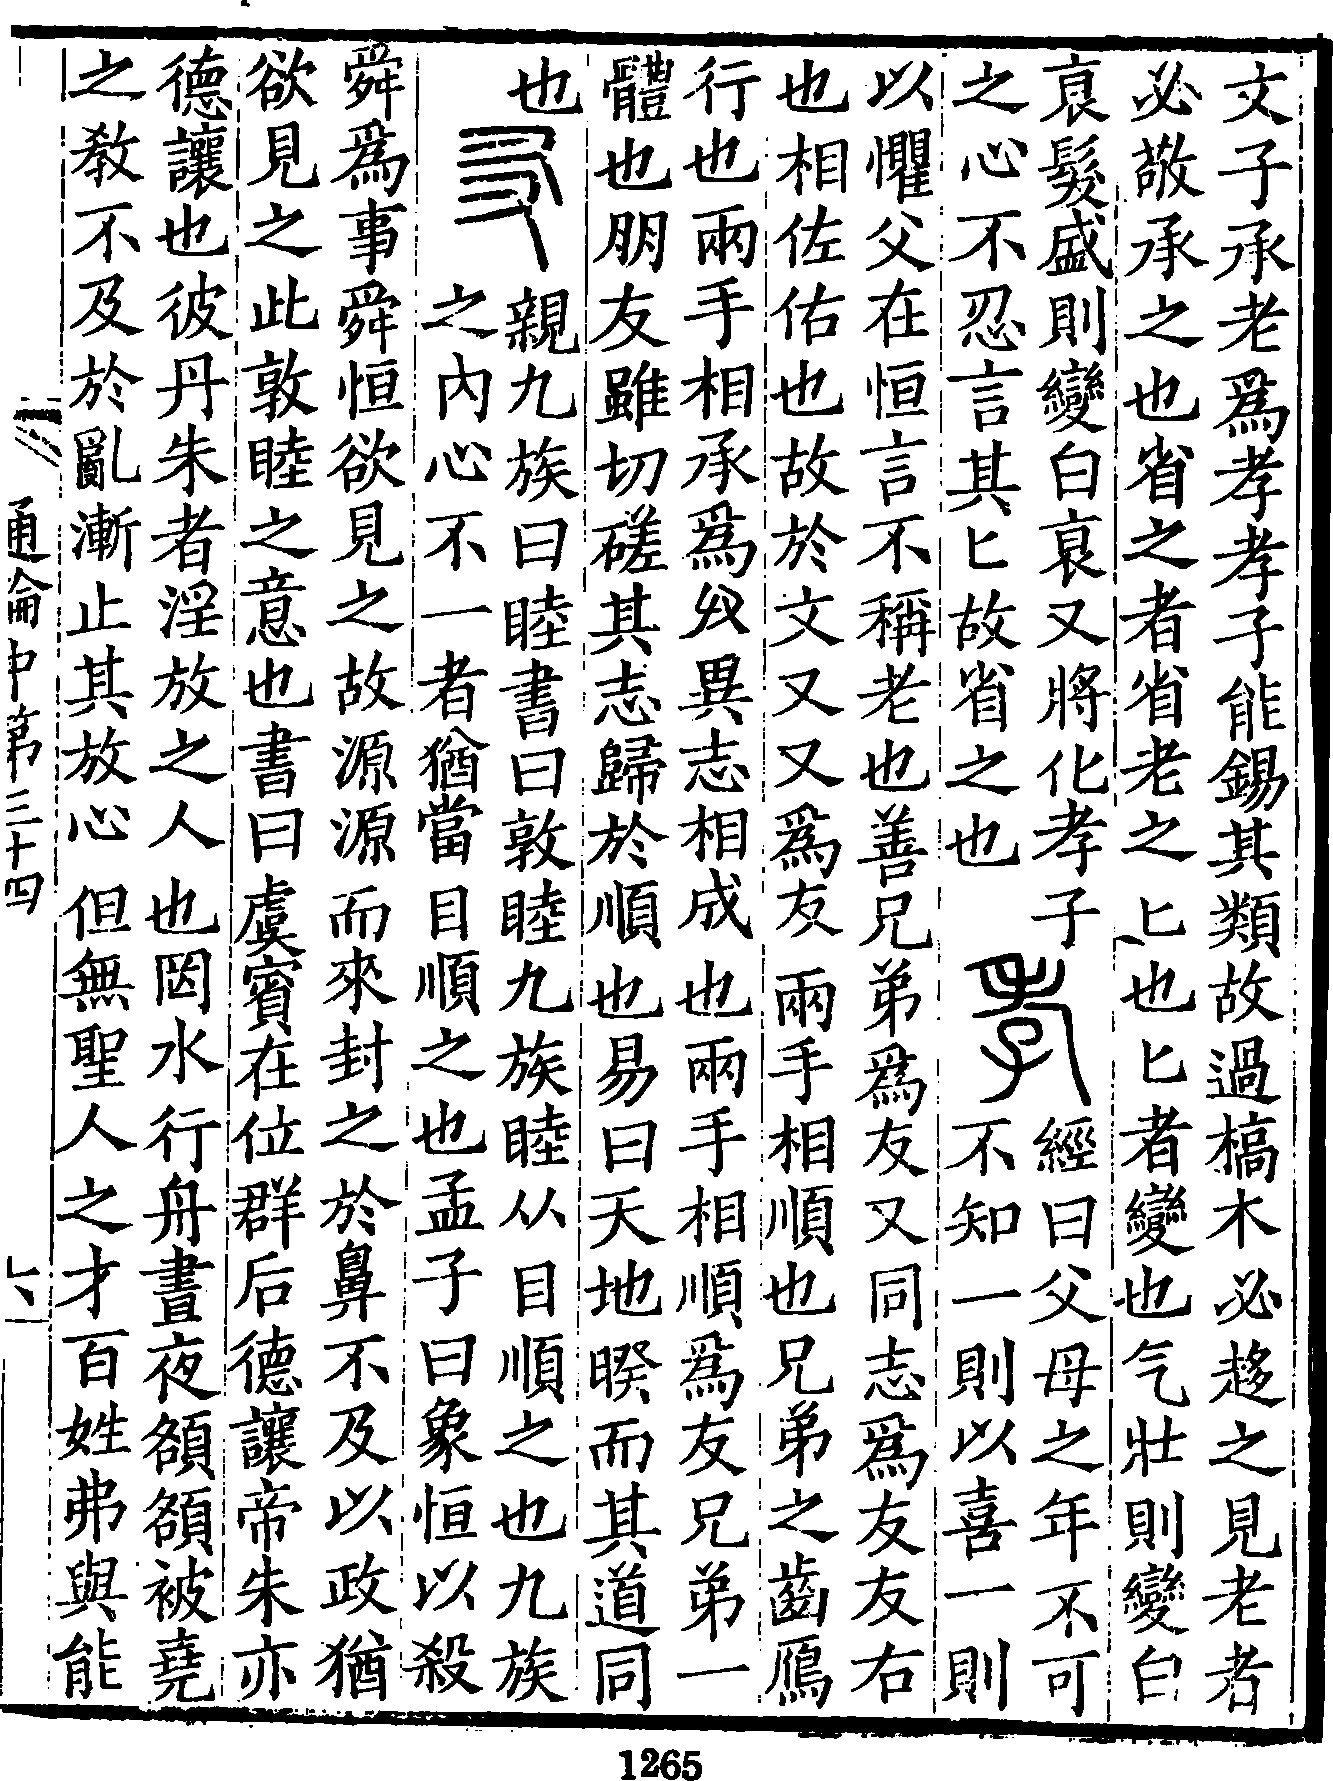 文子承老爲孝孝子能錫其類故過槁木必趍之見老者
必敬承之也省之者省老之匕也匕者變也气壯則變白
哀髮盛則變白哀又將化孝子
之心不忍言其匕故省之也
孝
經曰父母之年不可
不知一則以喜一則
以懼父在恒言不稱老也善兄弟爲友又同志爲友友右
也相佐佑也故於文又又爲友兩手相順也兄弟之齒鴈
行也兩手相承爲異志相成也兩手相順爲友兄弟一
體也朋友雖切磋其志歸於順也易曰天地睽而其道同
也
友
親九族曰睦書曰敦睦九族睦从目順之也九族
之內心不一者猶當目順之也孟子曰象恒以殺
舜爲事舜恒欲見之故源源而來封之於鼻不及以政猶
欲見之此敦睦之意也書曰虞賓在位群后德讓帝朱亦
德讓也彼丹朱者淫放之人也罔水行舟晝夜頟頟被堯
之敎不及於亂漸止其放心但無聖人之才百姓弗與能
通論中第三十四
1265